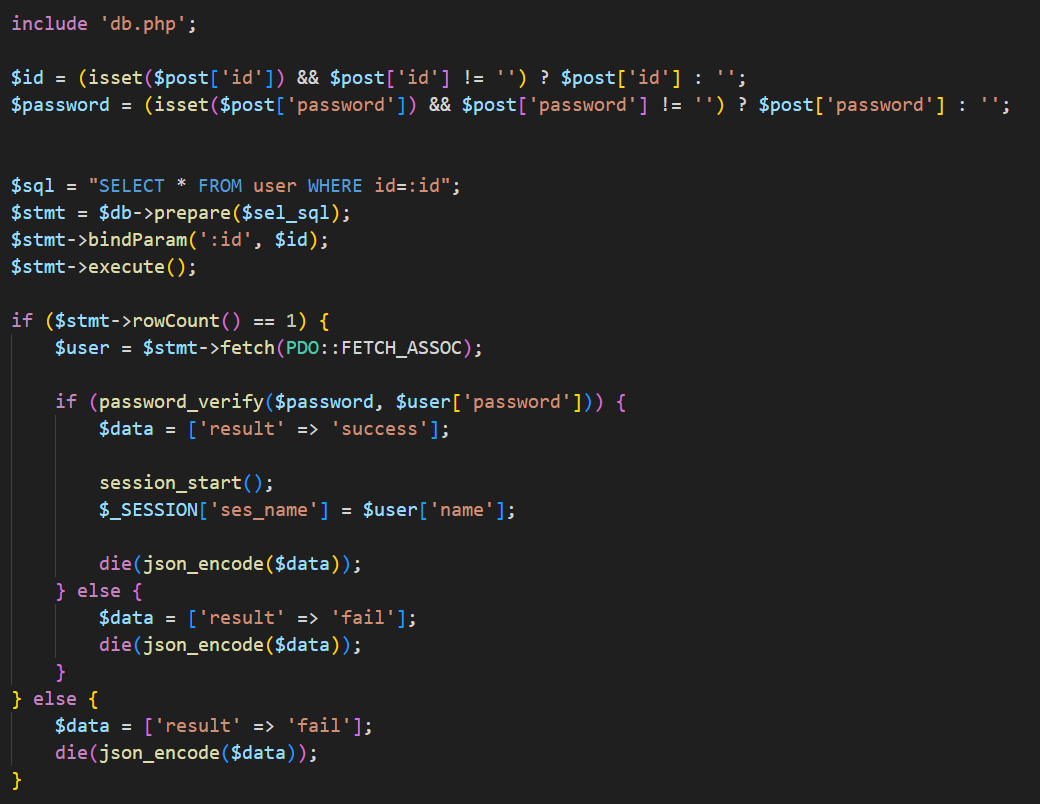 include 'db.php';

$id = (isset($post['id']) && $post['id'] != '') ? $post['id'] : '';
$password = (isset($post['password']) && $post['password'] != '') ? $post['password'] : '';


$sql = "SELECT * FROM user WHERE id=:id";
$stmt = $db->prepare($sel_sql);
$stmt->bindParam(':id', $id);
$stmt->execute();

if ($stmt->rowCount() == 1) {
    $user = $stmt->fetch(PDO::FETCH_ASSOC);

    if (password_verify($password, $user['password'])) {
        $data = ['result' => 'success'];

        session_start();
        $_SESSION['ses_name'] = $user['name'];

        die(json_encode($data));
    } else {
        $data = ['result' => 'fail'];
        die(json_encode($data));
    }
} else {
    $data = ['result' => 'fail'];
    die(json_encode($data));
}